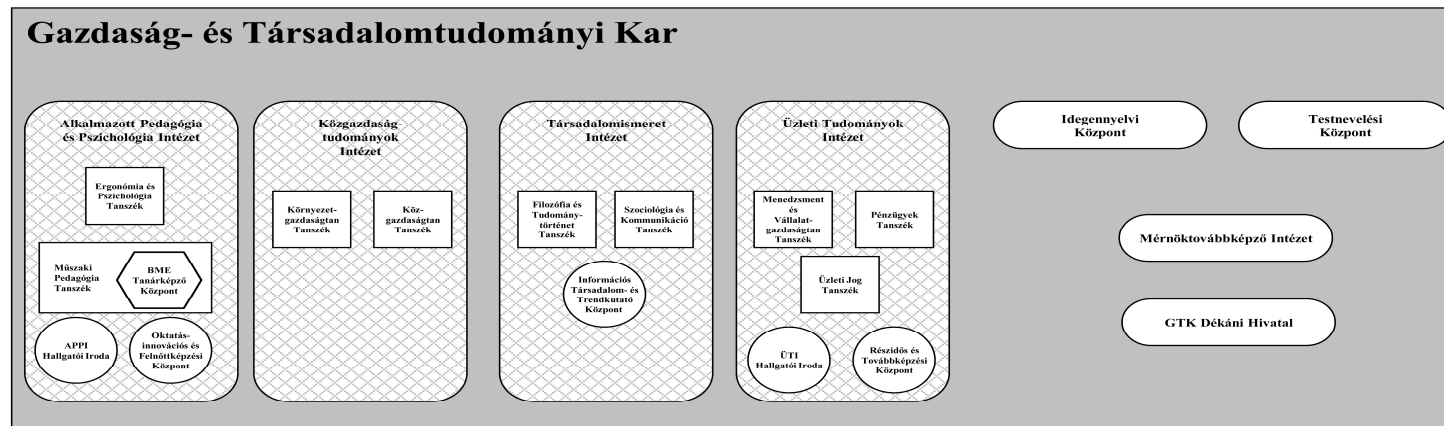 Gazdaság- és Társadalomtudományi Kar
Alkalmazott Pedagógia
és Pszichológia Intézet
Ergonómia és
Pszichológia
Tanszék
Műszaki
Pedagógia
Tanszék
BME
Tanárképző
Központ
APPI
Hallgatói Iroda
Oktatás-
innovációs és
Felnőttképzési
Központ
Közgazdaság
tudományok
Intézet
Környezet-
gazdaságtan
Tanszék
Köz-
gazdaságtan
Tanszék
Társadalomismeret
Intézet
Filozófia és
Tudomány-
történet
Tanszék
Szociológia és
Kommunikáció
Tanszék
Információs
Társadalom- és
Trendkutató
Központ
Üzleti Tudományok
Intézet
Menedzsment
és
Vállalat-
gazdaságtan
Tanszék
Pénzügyek
Tanszék
Üzleti Jog
Tanszék
ÜTI
Hallgatói Iroda
Részidős és
Továbbképzési
Központ
Idegennyelvi
Központ
Testnevelési
Központ
Mérnöktovábbképző Intézet
GTK Dékáni Hivatal